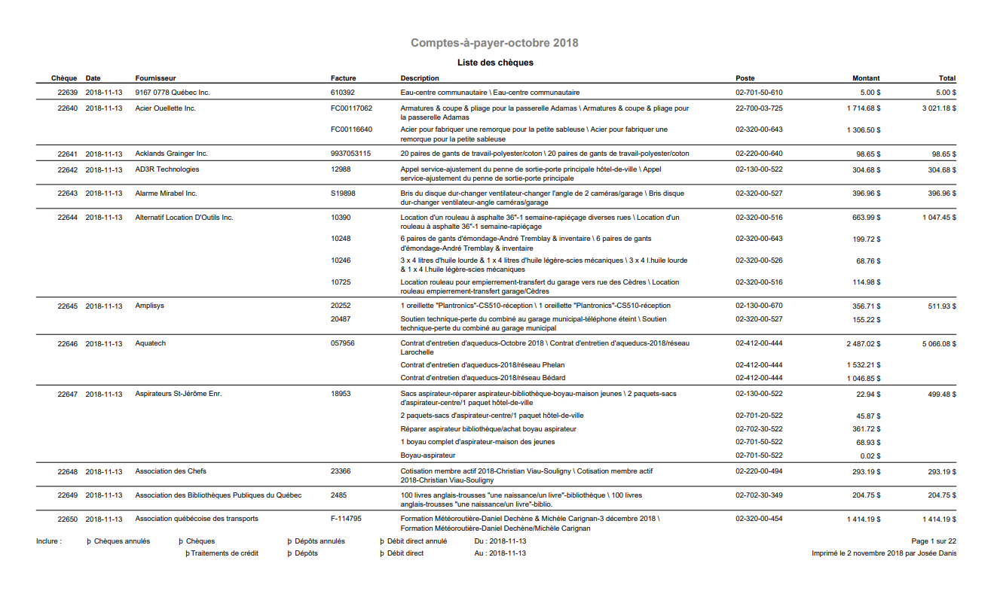 Comptes-à-payer-octobre 2018
Liste des chèques
Chèque Date Fournisseur Facture Description Poste Montant Total
22639 2018-11-13 9167 0778 Québec Inc. 610392 Eau-centre communautaire \ Eau-centre communautaire 02-701-50-610 5.00 $ 5.00 $
22640 2018-11-13 Acier Ouellette Inc. FC00117062 Armatures & coupe & pliage pour la passerelle Adamas \ Armatures & coupe & pliage pour 22-700-03-725 1 714.68 $ 3 021.18 $
la passerelle Adamas
FC00116640 Acier pour fabriquer une remorque pour la petite sableuse \ Acier pour fabriquer une 02-320-00-643 1 306.50 $
remorque pour la petite sableuse
22641 2018-11-13 Acklands Grainger Inc. 9937053115 20 paires de gants de travail-polyester/coton \ 20 paires de gants de travail-polyester/coton 02-220-00-640 98.65 $ 98.65 $
22642 2018-11-13 AD3R Technologies 12988 Appel service-ajustement du penne de sortie-porte principale hôtel-de-ville \ Appel 02-130-00-522 304.68 $ 304.68 $
service-ajustement du penne de sortie-porte principale
22643 2018-11-13 Alarme Mirabel Inc. S19898 Bris du disque dur-changer ventilateur-changer l'angle de 2 caméras/garage \ Bris disque 02-320-00-527 396.96 $ 396.96 $
dur-changer ventilateur-angle caméras/garage
22644 2018-11-13 Alternatif Location D'Outils Inc. 10390 Location d'un rouleau à asphalte 36"-1 semaine-rapiéçage diverses rues \ Location d'un 02-320-00-516 663.99 $ 1 047.45 $
rouleau à asphalte 36"-1 semaine-rapiéçage
10248 6 paires de gants d'émondage-André Tremblay & inventaire \ 6 paires de gants 02-320-00-643 199.72 $
d'émondage-André Tremblay & inventaire
10246 3 x 4 litres d'huile lourde & 1 x 4 litres d'huile légère-scies mécaniques \ 3 x 4 l.huile lourde 02-320-00-526 68.76 $
& 1 x 4 l.huile légère-scies mécaniques
10725 Location rouleau pour empierrement-transfert du garage vers rue des Cèdres \ Location 02-320-00-516 114.98 $
rouleau empierrement-transfert garage/Cèdres
22645 2018-11-13 Amplisys 20252 1 oreillette "Plantronics"-CS510-réception \ 1 oreillette "Plantronics"-CS510-réception 02-130-00-670 356.71 $ 511.93 $
20487 Soutien technique-perte du combiné au garage municipal-téléphone éteint \ Soutien 02-320-00-527 155.22 $
technique-perte du combiné au garage municipal
22646 2018-11-13 Aquatech 057956 Contrat d'entretien d'aqueducs-Octobre 2018 \ Contrat d'entretien d'aqueducs-2018/réseau 02-412-00-444 2 487.02 $ 5 066.08 $
Larochelle
Contrat d'entretien d'aqueducs-2018/réseau Phelan 02-412-00-444 1 532.21 $
Contrat d'entretien d'aqueducs-2018/réseau Bédard 02-412-00-444 1 046.85 $
22647 2018-11-13 Aspirateurs St-Jérôme Enr. 18953 Sacs aspirateur-réparer aspirateur-bibliothèque-boyau-maison jeunes \ 2 paquets-sacs 02-130-00-522 22.94 $ 499.48 $
d'aspirateur-centre/1 paquet hôtel-de-ville
2 paquets-sacs d'aspirateur-centre/1 paquet hôtel-de-ville 02-701-20-522 45.87 $
Réparer aspirateur bibliothèque/achat boyau aspirateur 02-702-30-522 361.72 $
1 boyau complet d'aspirateur-maison des jeunes 02-701-50-522 68.93 $
Boyau-aspirateur 02-701-50-522 0.02 $
22648 2018-11-13 Association des Chefs 23366 Cotisation membre actif 2018-Christian Viau-Souligny \ Cotisation membre actif 02-220-00-494 293.19 $ 293.19 $
2018-Christian Viau-Souligny
22649 2018-11-13 Association des Bibliothèques Publiques du Québec 2485 100 livres anglais-trousses "une naissance/un livre"-bibliothèque \ 100 livres 02-702-30-349 204.75 $ 204.75 $
anglais-trousses "une naissance/un livre"-biblio.
22650 2018-11-13 Association québécoise des transports F-114795 Formation Météoroutière-Daniel Dechène & Michèle Carignan-3 décembre 2018 \ 02-320-00-454 1 414.19 $ 1 414.19 $
Formation Météoroutière-Daniel Dechène/Michèle Carignan
Inclure : þ Chèques annulés þ Chèques þ Dépôts annulés þ Débit direct annulé Du : 2018-11-13 Page 1 sur 22
þ Traitements de crédit þ Dépôts þ Débit direct Au : 2018-11-13 Imprimé le 2 novembre 2018 par Josée Danis